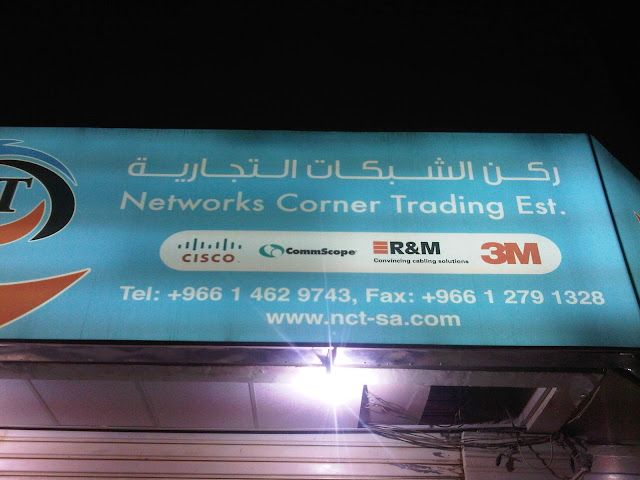 ركن الشبكات التجارية
Networks Corner Trading Est.
CISCO CommScope R&M 3M
Convincing cabling solutions
Tel: +966 1 462 9743, Fax: +966 1 279 1328
www.nct-sa.com